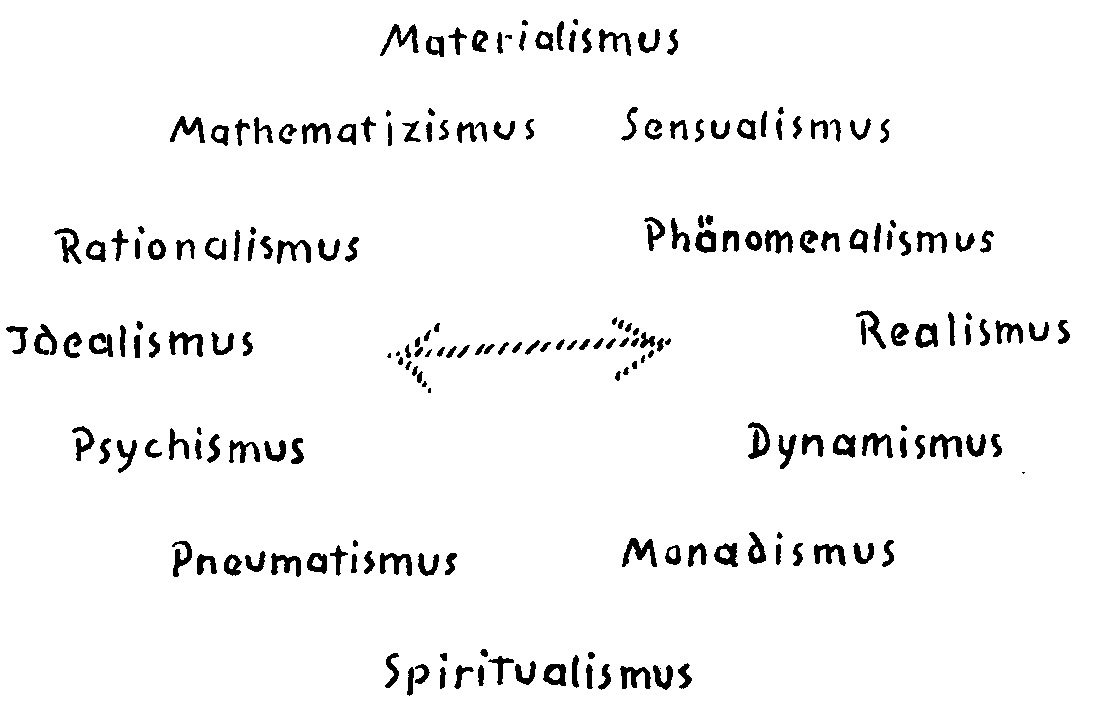 Materialismus
Mathematizismus Sensualismus
Rationalismus Phänomenalismus
Idealismus Realismus
Psychismus Dynamismus
Pneumatismus Monadismus
Spiritualismus